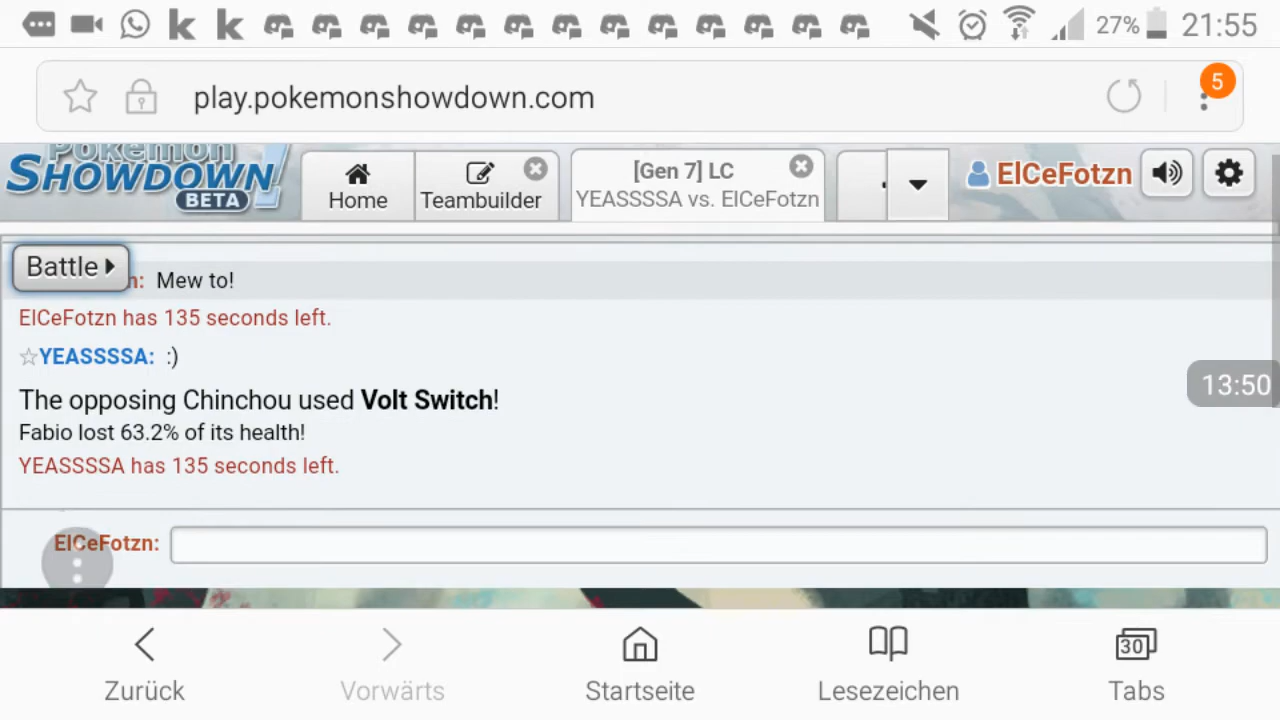 27% 21:55
play.pokemonshowdown.com
5
Pokémon
SHOWDOWN!
BETA
Home
Teambuilder
[Gen 7] LC
YEASSSSA vs. ElCeFotzn
ElCeFotzn
Battle
n: Mew to!
ElCeFotzn has 135 seconds left.
☆YEASSSSA: :)
13:50
The opposing Chinchou used Volt Switch!
Fabio lost 63.2% of its health!
YEASSSSA has 135 seconds left.
ElCeFotzn:
Zurück
Vorwärts
Startseite
Lesezeichen
30
Tabs